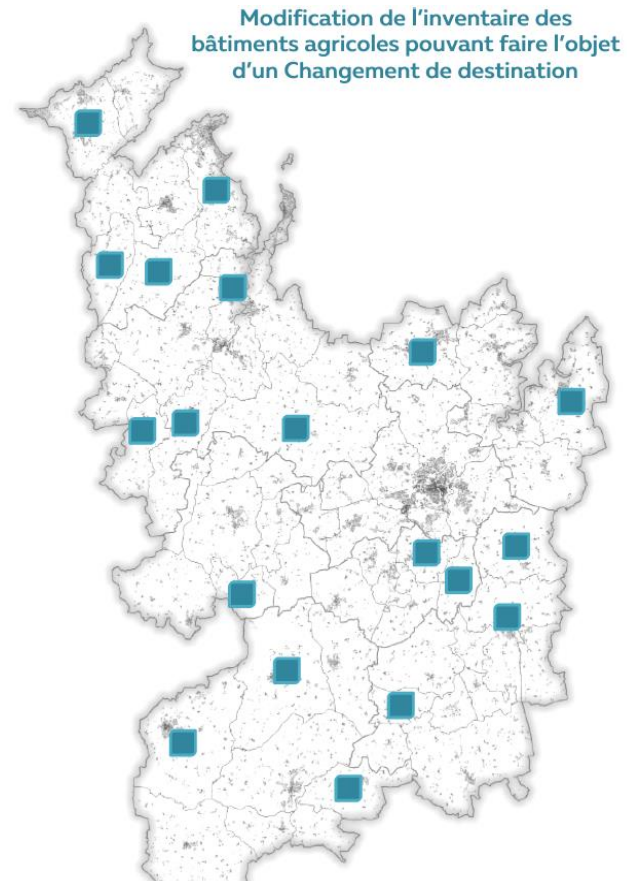 Modification de l’inventaire des
bâtiments agricoles pouvant faire l’objet
d’un Changement de destination